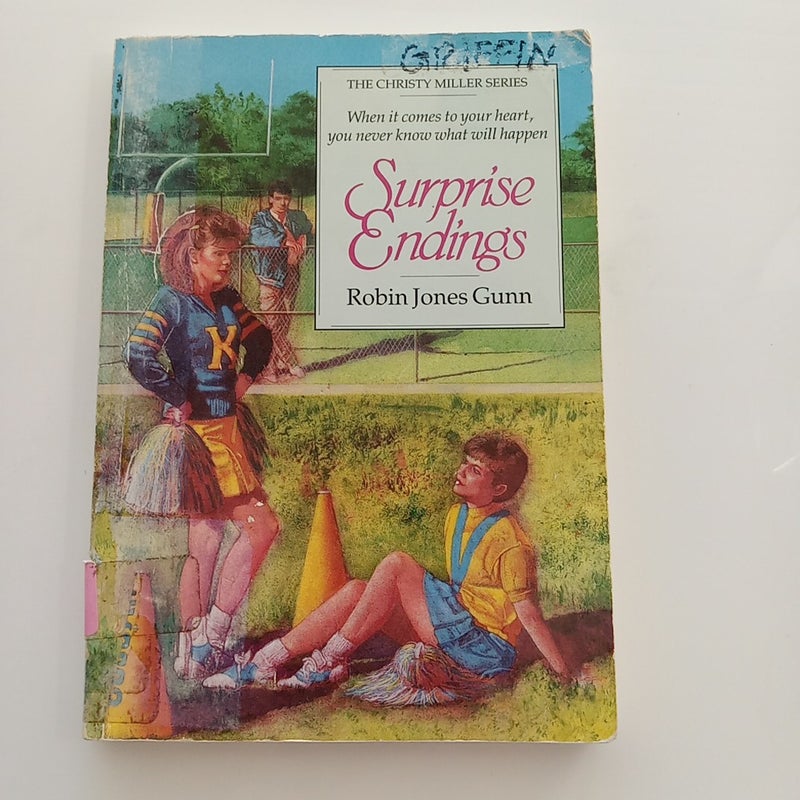 GRIFFIN
THE CHRISTY MILLER SERIES
When it comes to your heart,
you never know what will happen
Surprise
Endings
Robin Jones Gunn
K